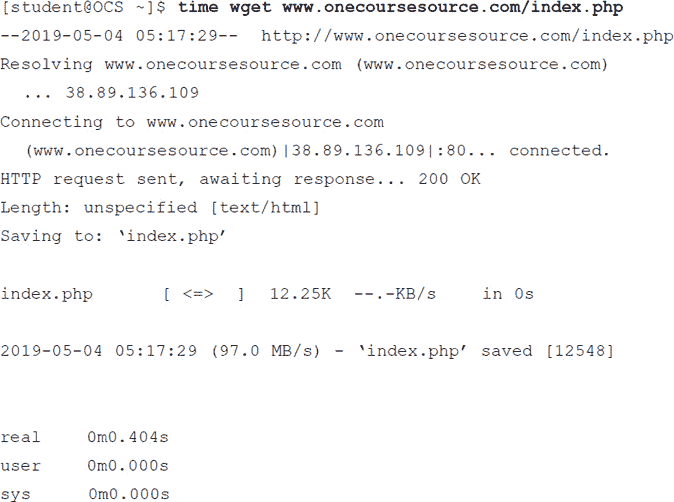 [student@OCS ~]$ time wget www.onecoursesource.com/index.php
--2019-05-04 05:17:29--  http://www.onecoursesource.com/index.php
Resolving www.onecoursesource.com (www.onecoursesource.com)
  ... 38.89.136.109
Connecting to www.onecoursesource.com
  (www.onecoursesource.com)|38.89.136.109|:80... connected.
HTTP request sent, awaiting response... 200 OK
Length: unspecified [text/html]
Saving to: ‘index.php’
index.php      [ <=>  ]  12.25K  --.-KB/s    in 0s
2019-05-04 05:17:29 (97.0 MB/s) - ‘index.php’ saved [12548]
real    0m0.404s
user    0m0.000s
sys     0m0.000s